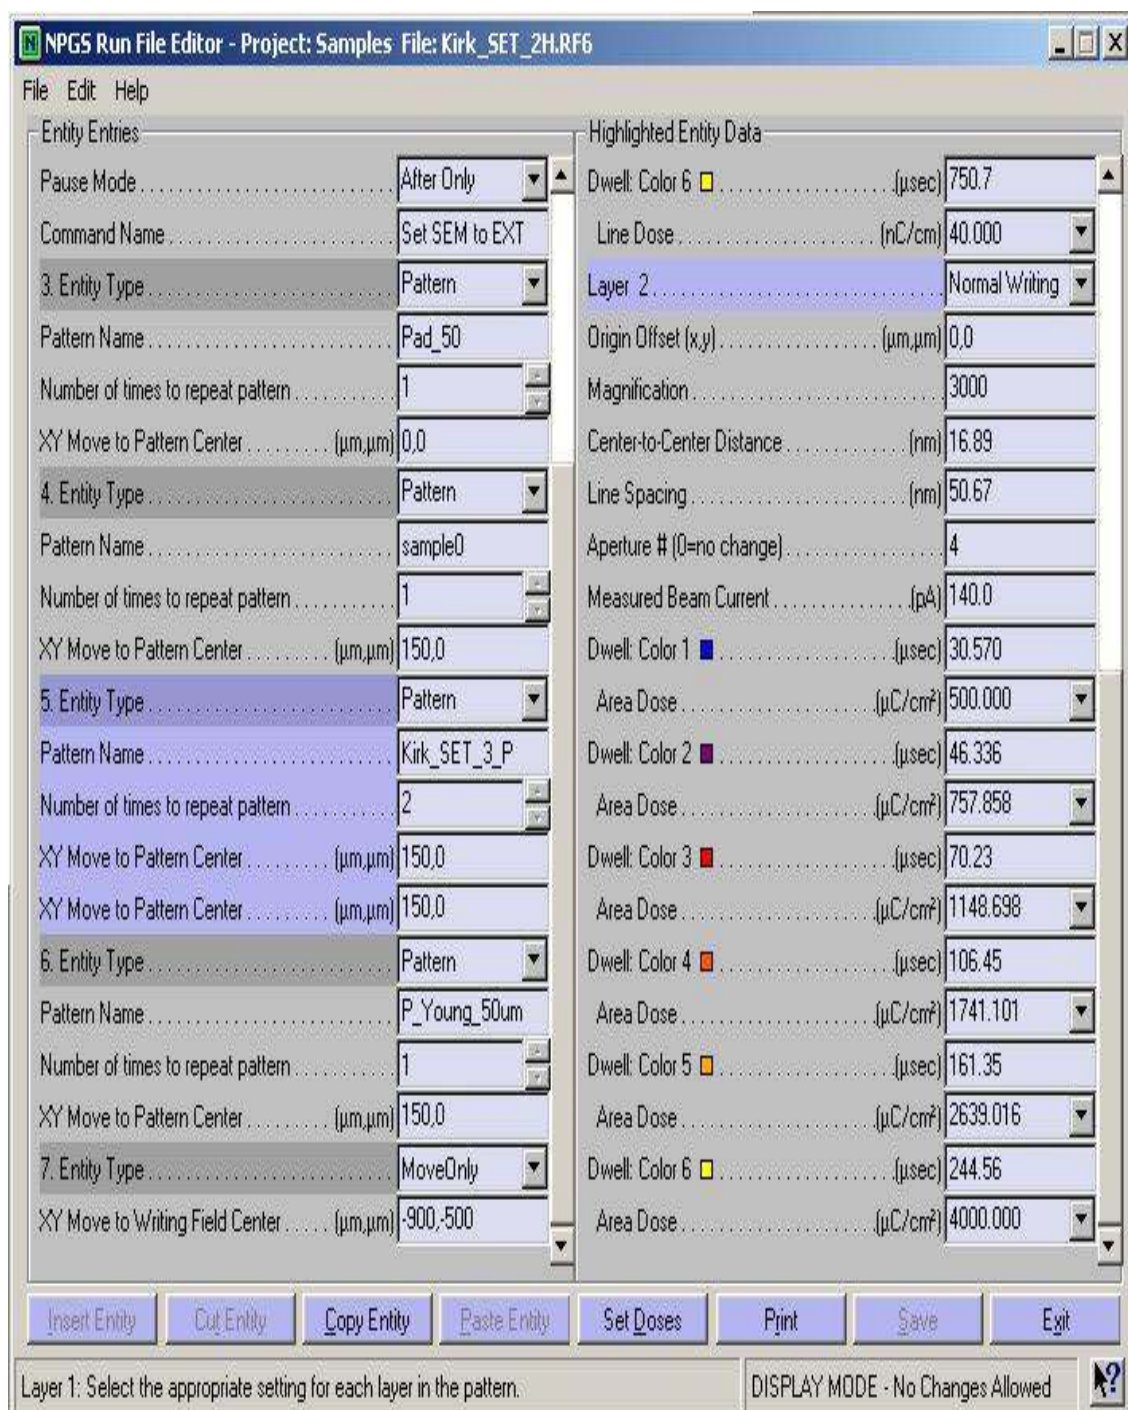 NPGS Run File Editor - Project: Samples File: Kirk_SET_2H.RF6
File Edit Help
Entity Entries
Pause Mode After Only
Command Name Set SEM to EXT
3. Entity Type Pattern
Pattern Name Pad_50
Number of times to repeat pattern 1
XY Move to Pattern Center (µm,µm) 0,0
4. Entity Type Pattern
Pattern Name sample0
Number of times to repeat pattern 1
XY Move to Pattern Center (µm,µm) 150,0
5. Entity Type Pattern
Pattern Name Kirk_SET_3_P
Number of times to repeat pattern 2
XY Move to Pattern Center (µm,µm) 150,0
XY Move to Pattern Center (µm,µm) 150,0
6. Entity Type Pattern
Pattern Name P_Young_50um
Number of times to repeat pattern 1
XY Move to Pattern Center (µm,µm) 150,0
7. Entity Type MoveOnly
XY Move to Writing Field Center (µm,µm) -900,-500
Highlighted Entity Data
Dwell: Color 6 (µsec) 750.7
Line Dose (nC/cm) 40.000
Layer 2 Normal Writing
Origin Offset (x,y) (µm,µm) 0,0
Magnification 3000
Center-to-Center Distance (nm) 16.89
Line Spacing (nm) 50.67
Aperture # (0=no change) 4
Measured Beam Current (pA) 140.0
Dwell: Color 1 (µsec) 30.570
Area Dose (µC/cm²) 500.000
Dwell: Color 2 (µsec) 46.336
Area Dose (µC/cm²) 757.858
Dwell: Color 3 (µsec) 70.23
Area Dose (µC/cm²) 1148.698
Dwell: Color 4 (µsec) 106.45
Area Dose (µC/cm²) 1741.101
Dwell: Color 5 (µsec) 161.35
Area Dose (µC/cm²) 2639.016
Dwell: Color 6 (µsec) 244.56
Area Dose (µC/cm²) 4000.000
Insert Entity Cut Entity Copy Entity Paste Entity Set Doses Print Save Exit
Layer 1: Select the appropriate setting for each layer in the pattern. DISPLAY MODE - No Changes Allowed